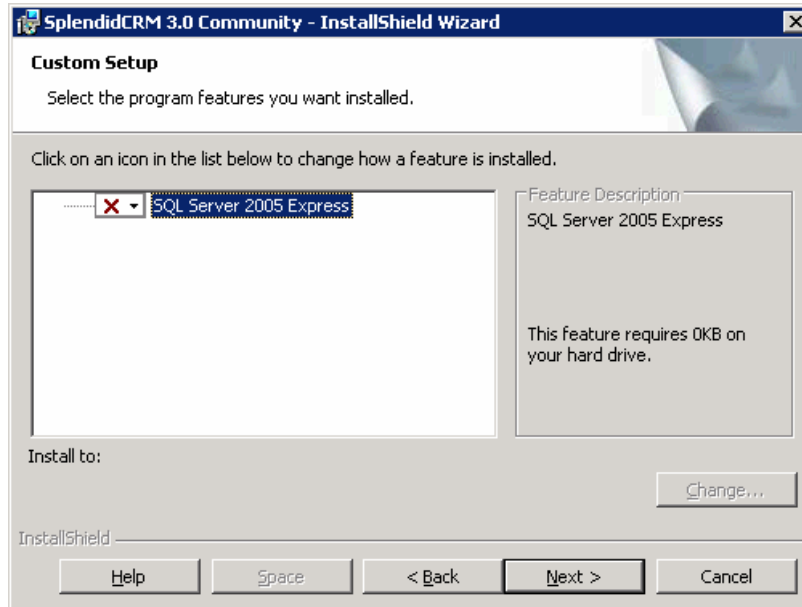 SplendidCRM 3.0 Community - InstallShield Wizard
Custom Setup
Select the program features you want installed.
Click on an icon in the list below to change how a feature is installed.
SQL Server 2005 Express
Feature Description
SQL Server 2005 Express
This feature requires 0KB on
your hard drive.
Install to:
Change...
InstallShield
Help
Space
< Back
Next >
Cancel